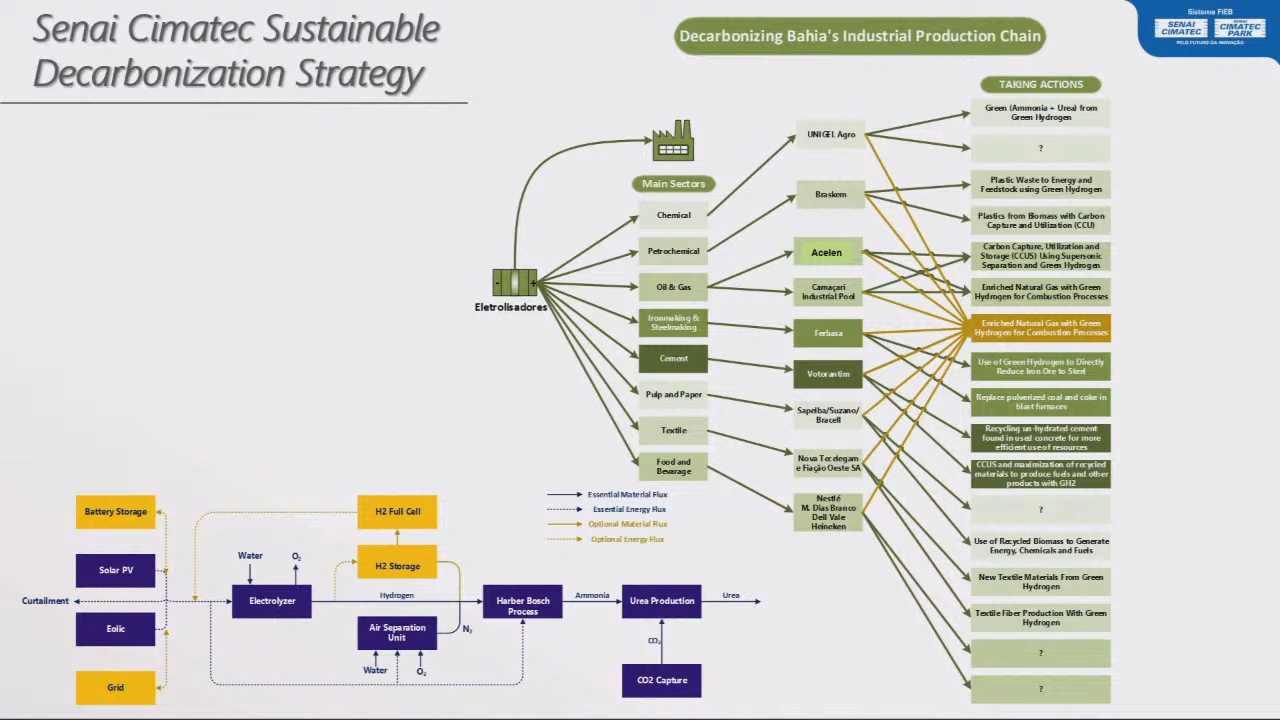 Senai Cimatec Sustainable
Decarbonization Strategy
Decarbonizing Bahia's Industrial Production Chain
Sistema FIEB
SENAI
CIMATEC
SENAI
CIMATEC
PARK
PELO FUTURO DA INOVAÇÃO
TAKING ACTIONS
Main Sectors
- +
Eletrolisadores
Chemical
Petrochemical
Oil & Gas
Ironmaking &
Steelmaking
Cement
Pulp and Paper
Textile
Food and
Bevarage
UNIGEL Agro
Braskem
Acelen
Camaçari
Industrial Pool
Ferbasa
Votorantim
Sapelba/Suzano/
Bracell
Nova Tecdegam
e Fiação Oeste SA
Nestlé
M. Dias Branco
Dell Vale
Heineken
Green (Ammonia + Urea) from
Green Hydrogen
?
Plastic Waste to Energy and
Feedstock using Green Hydrogen
Plastics from Biomass with Carbon
Capture and Utilization (CCU)
Carbon Capture, Utilization and
Storage (CCUS) Using Supersonic
Separation and Green Hydrogen
Enriched Natural Gas with Green
Hydrogen for Combustion Processes
Enriched Natural Gas with Green
Hydrogen for Combustion Processes
Use of Green Hydrogen to Directly
Reduce Iron Ore to Steel
Replace pulverized coal and coke in
blast furnaces
Recycling un-hydrated cement
found in used concrete for more
efficient use of resources
CCUS and maximization of recycled
materials to produce fuels and other
products with GH2
?
Use of Recycled Biomass to Generate
Energy, Chemicals and Fuels
New Textile Materials From Green
Hydrogen
Textile Fiber Production With Green
Hydrogen
?
?
Essential Material Flux
Essential Energy Flux
Optional Material Flux
Optional Energy Flux
Battery Storage
Solar PV
Curtailment
Eolic
Grid
Water
O₂
Electrolyzer
H2 Full Cell
H2 Storage
Hydrogen
Air Separation
Unit
N₂
Water
O₂
Harber Bosch
Process
Ammonia
Urea Production
Urea
CO₂
CO2 Capture